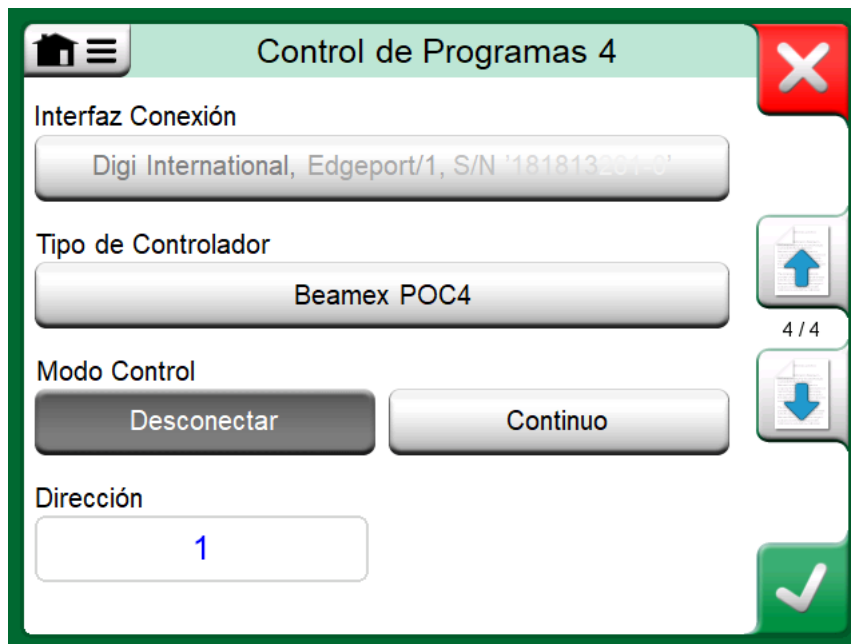 Control de Programas 4
Interfaz Conexión
Digi International, Edgeport/1, S/N
Tipo de Controlador
Beamex POC4
4 / 4
Modo Control
Desconectar
Continuo
Dirección
1